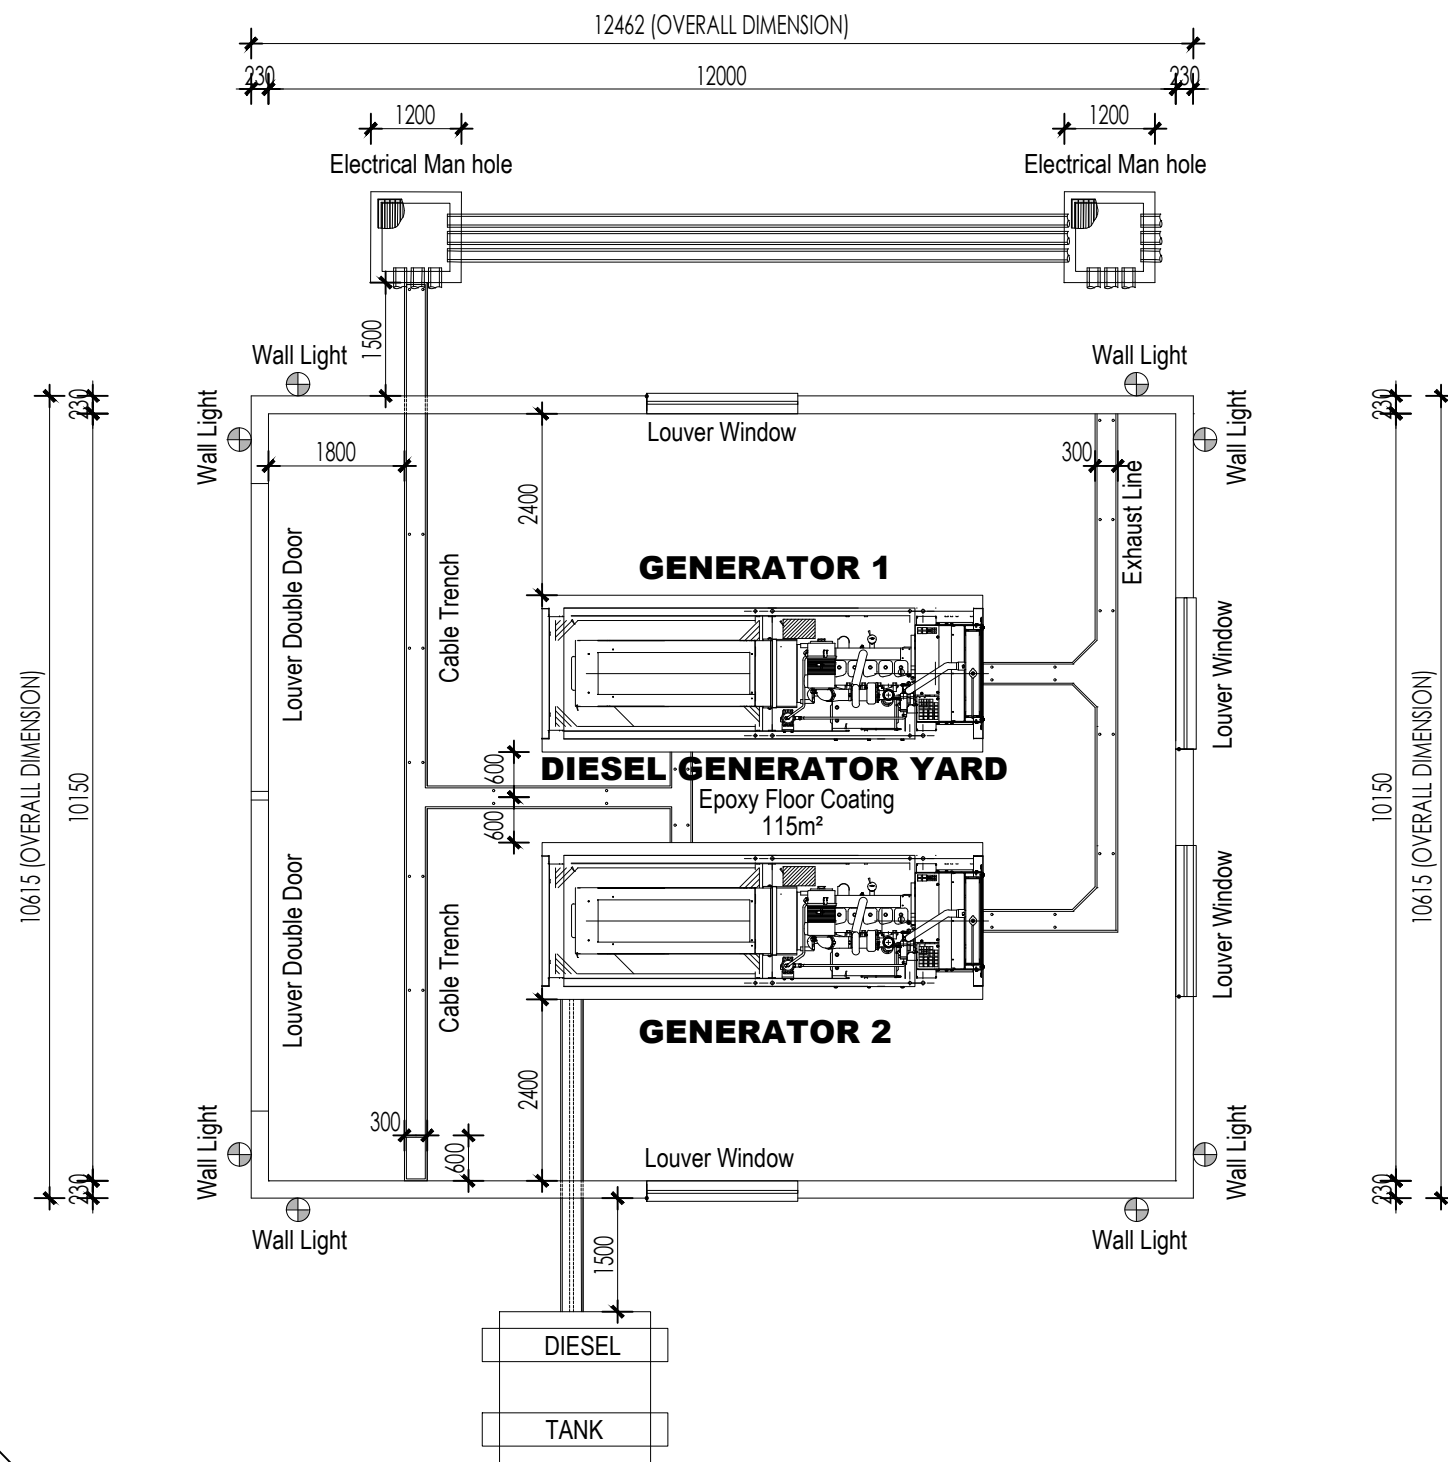 12462 (OVERALL DIMENSION)
230
12000
230
1200
1200
Electrical Man hole
Electrical Man hole
1500
Wall Light
Wall Light
230
230
Wall Light
Louver Window
Wall Light
1800
300
2400
Exhaust Line
Louver Double Door
Cable Trench
GENERATOR 1
Louver Window
10615 (OVERALL DIMENSION)
10150
600
DIESEL GENERATOR YARD
Epoxy Floor Coating
115m²
600
10150
10615 (OVERALL DIMENSION)
Louver Double Door
Cable Trench
Louver Window
GENERATOR 2
2400
300
600
Wall Light
Louver Window
Wall Light
230
230
Wall Light
Wall Light
1500
DIESEL
TANK